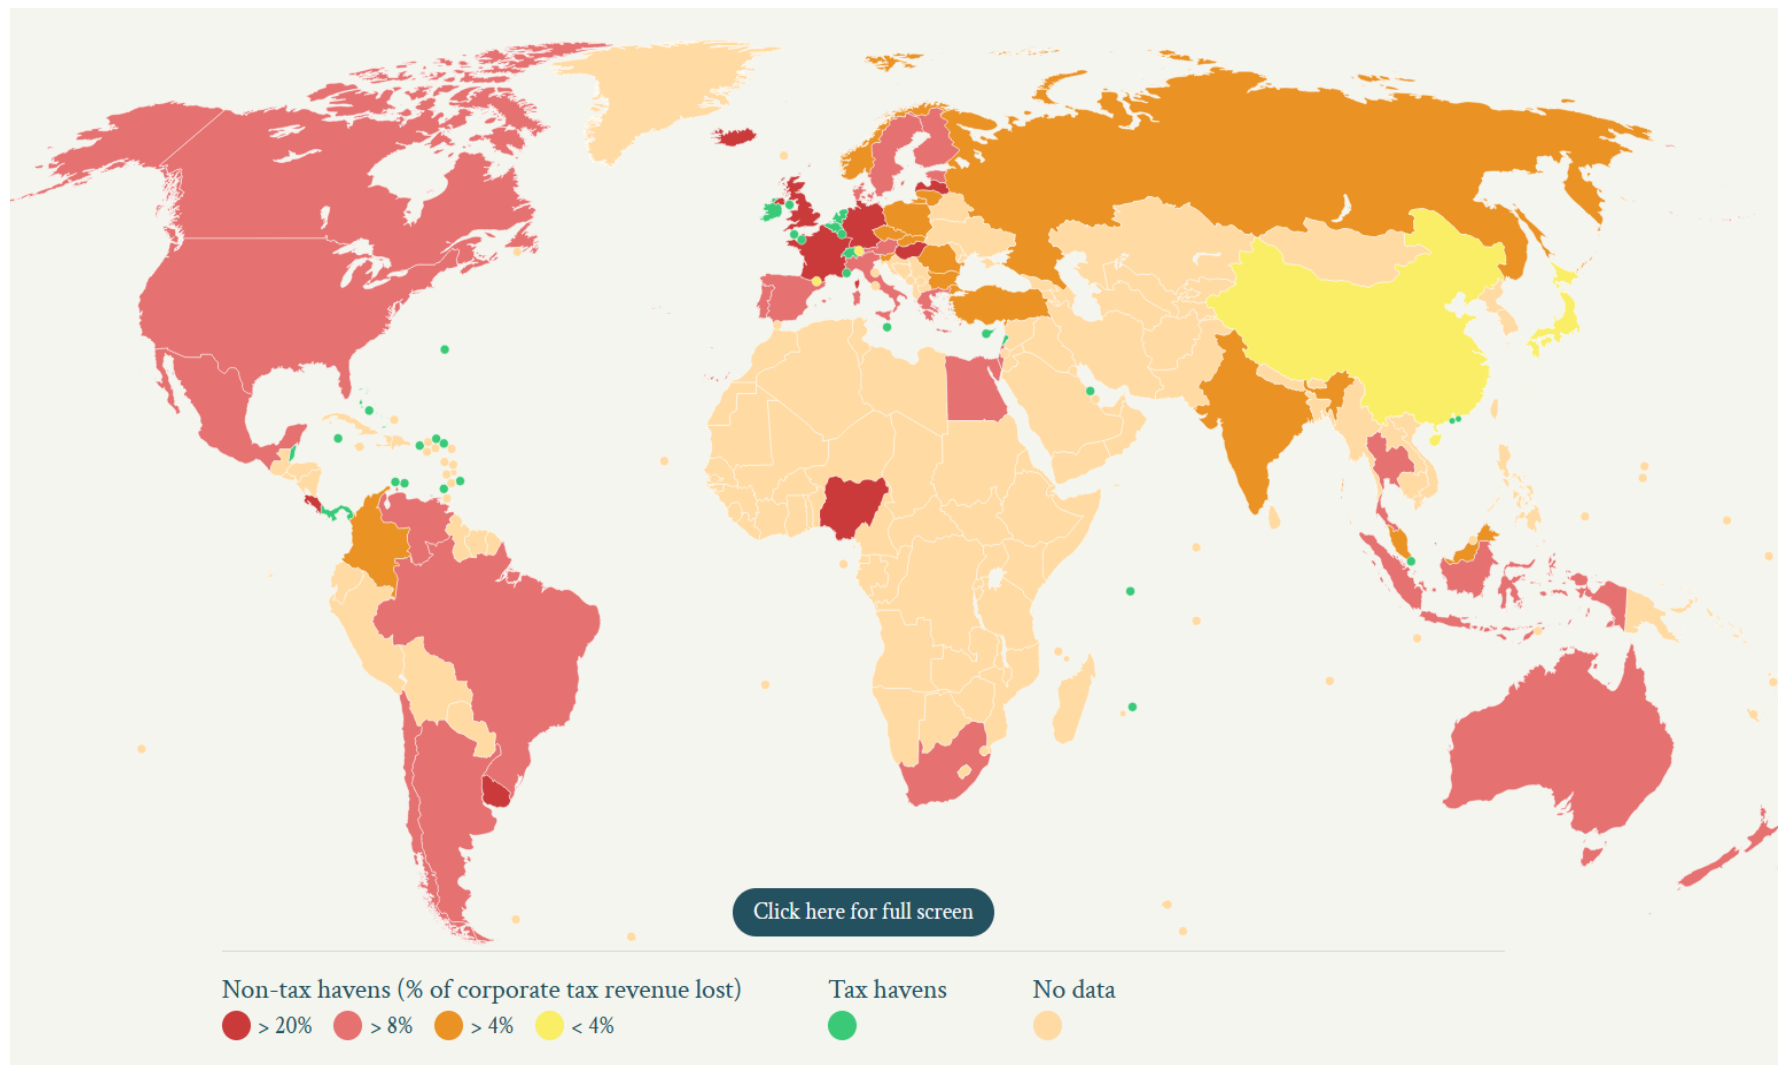 Click here for full screen
Non-tax havens (% of corporate tax revenue lost)
Tax havens
No data
> 20%
> 8%
> 4%
< 4%